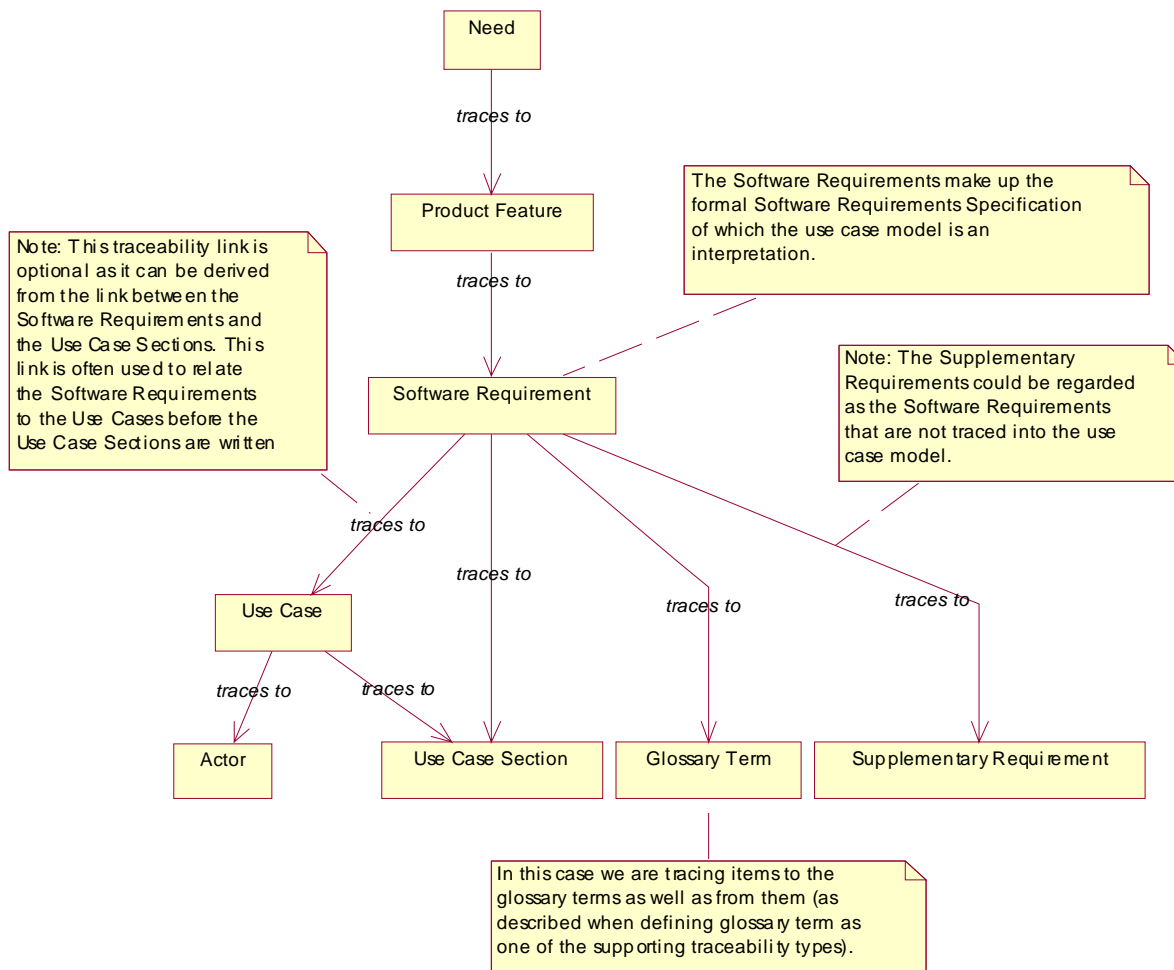 Need
traces to
Product Feature
The Software Requirements make up the
formal Software Requirements Specification
of which the use case model is an
interpretation.
Note: This traceability link is
optional as it can be derived
from the link between the
Software Requirements and
the Use Case Sections. This
link is often used to relate
the Software Requirements
to the Use Cases before the
Use Case Sections are written
traces to
Note: The Supplementary
Requirements could be regarded
as the Software Requirements
that are not traced into the use
case model.
Software Requirement
traces to
traces to
traces to
traces to
Use Case
traces to
traces to
Actor
Use Case Section
Glossary Term
Supplementary Requirement
In this case we are tracing items to the
glossary terms as well as from them (as
described when defining glossary term as
one of the supporting traceability types).